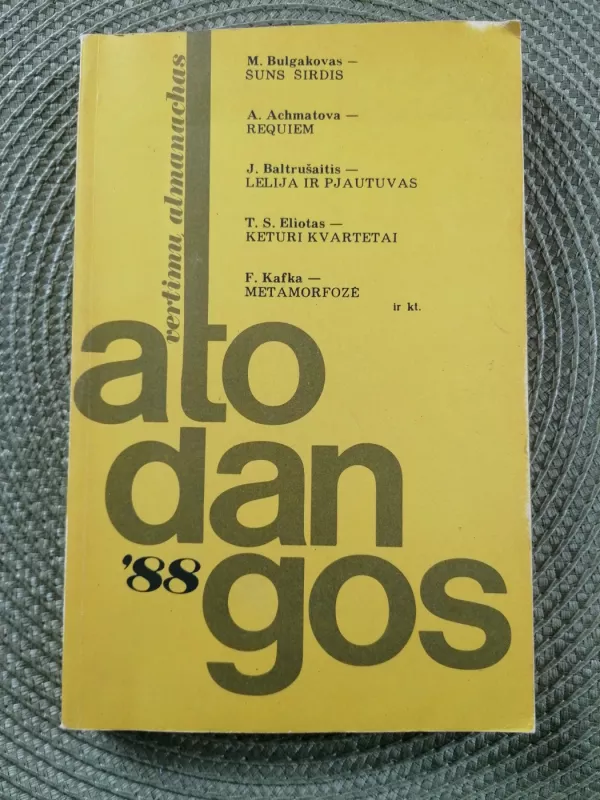 vertimų almanachas
M. Bulgakovas —
ŠUNS ŠIRDIS
A. Achmatova —
REQUIEM
J. Baltrušaitis —
LELIJA IR PJAUTUVAS
T. S. Eliotas —
KETURI KVARTETAI
F. Kafka —
METAMORFOZĖ
ir kt.
ato
dan
'88
gos